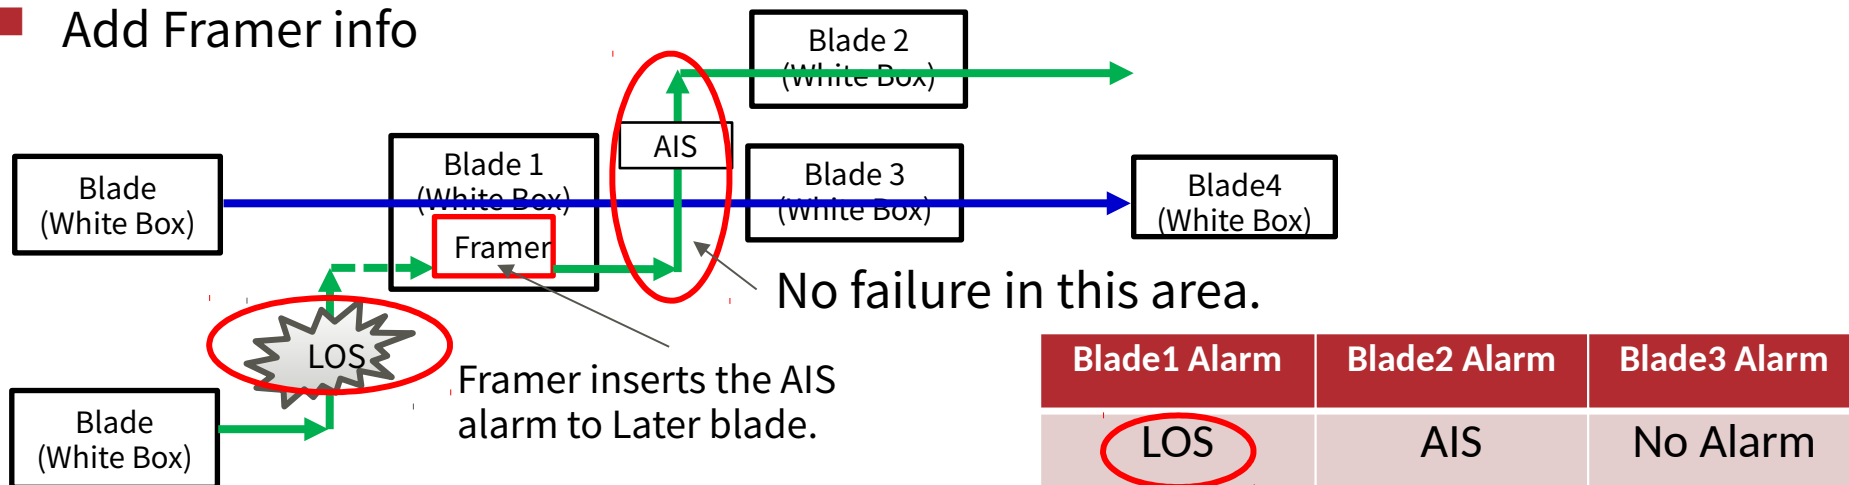 Add Framer info
Blade 2
(White Box)
AIS
Blade 1
(White Box)
Framer
Blade 3
(White Box)
Blade
(White Box)
Blade4
(White Box)
No failure in this area.
LOS
Framer inserts the AIS
alarm to Later blade.
Blade
(White Box)
Blade1 Alarm Blade2 Alarm Blade3 Alarm
LOS AIS No Alarm